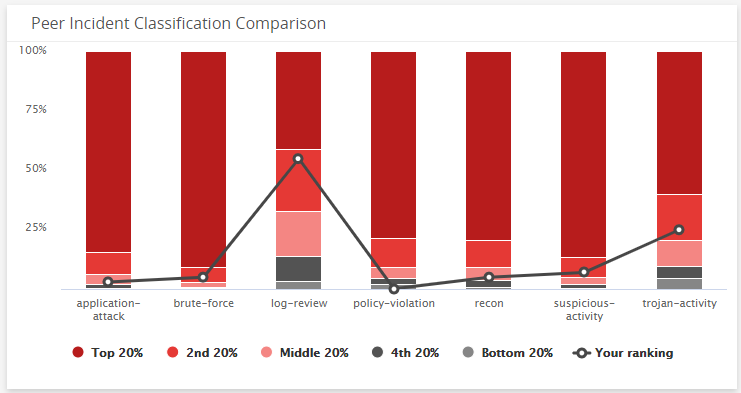 Peer Incident Classification Comparison
100%
75%
50%
25%
application-
attack
brute-force
log-review
policy-violation
recon
suspicious-
activity
trojan-activity
Top 20%
2nd 20%
Middle 20%
4th 20%
Bottom 20%
Your ranking